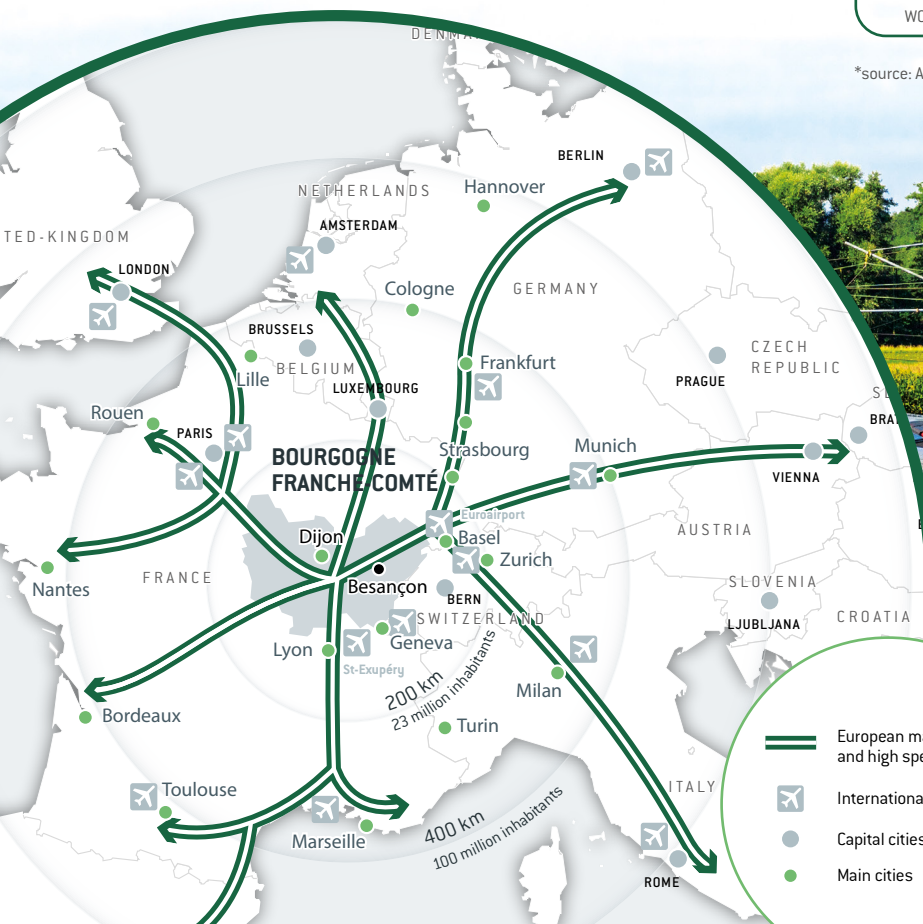 WO
*source: A
DENMA
BERLIN
Hannover
NETHERLANDS
AMSTERDAM
TED-KINGDOM
LONDON
Cologne
GERMANY
BRUSSELS
BELGIUM
Lille
LUXEMBOURG
Frankfurt
CZECH
REPUBLIC
PRAGUE
Rouen
PARIS
BRA
BOURGOGNE
FRANCHE-COMTÉ
Strasbourg
Munich
VIENNA
Euroairport
Dijon
Basel
AUSTRIA
Zurich
Nantes
FRANCE
Besançon
BERN
SLOVENIA
SWITZERLAND
LJUBLJANA
CROATIA
Lyon
Geneva
St-Exupéry
200 km
23 million inhabitants
Milan
Bordeaux
Turin
European ma
and high spe
ITALY
Toulouse
Internationa
400 km
100 million inhabitants
Marseille
Capital cities
Main cities
ROME